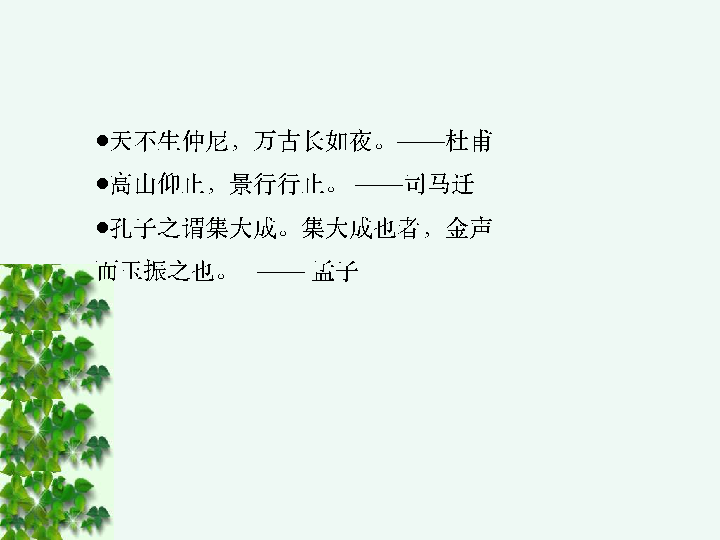 ●天不生仲尼，万古长如夜。——杜甫
●高山仰止，景行行止。 ——司马迁
●孔子之谓集大成。集大成也者，金声
而玉振之也。 —— 孟子